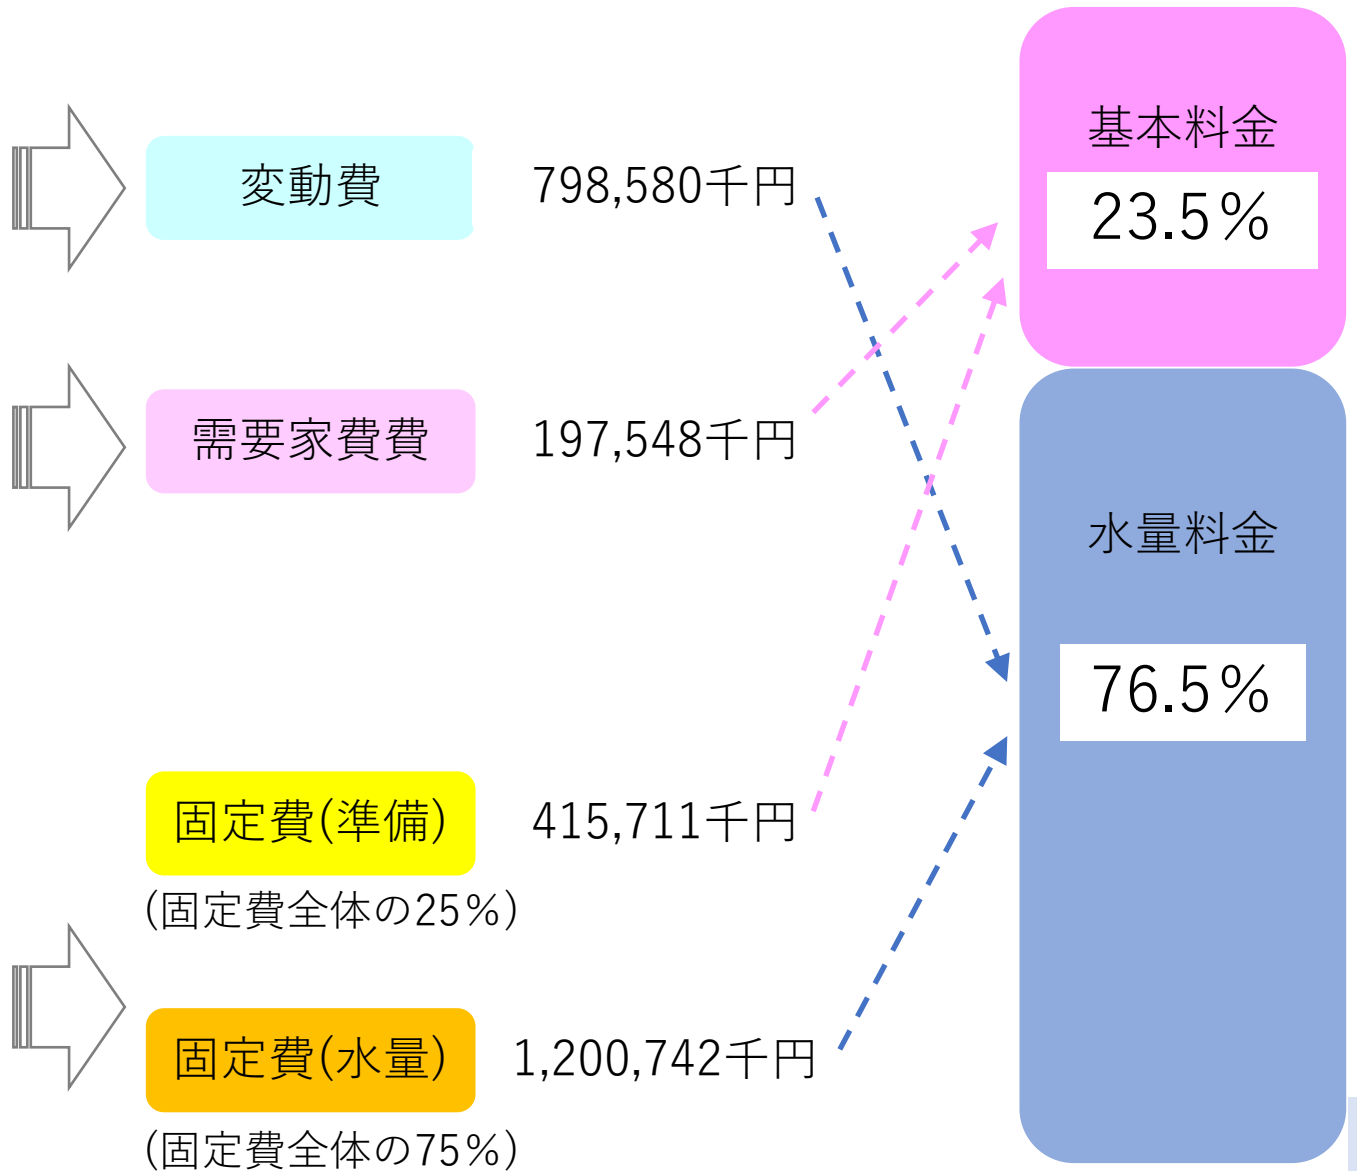 基本料金
23.5%
変動費 798,580千円
需要家費費 197,548千円
水量料金
76.5%
固定費(準備) 415,711千円
(固定費全体の25%)
固定費(水量) 1,200,742千円
(固定費全体の75%)